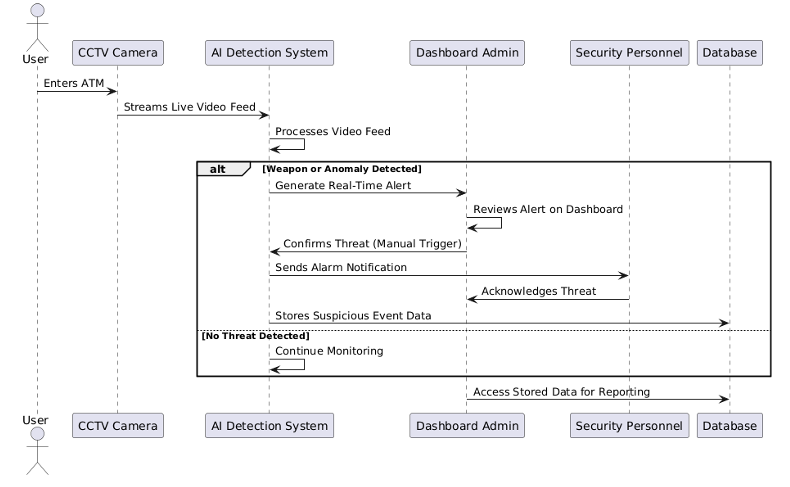 User
CCTV Camera
AI Detection System
Dashboard Admin
Security Personnel
Database
Enters ATM
Streams Live Video Feed
Processes Video Feed
alt
[Weapon or Anomaly Detected]
Generate Real-Time Alert
Reviews Alert on Dashboard
Confirms Threat (Manual Trigger)
Sends Alarm Notification
Acknowledges Threat
Stores Suspicious Event Data
[No Threat Detected]
Continue Monitoring
Access Stored Data for Reporting
User
CCTV Camera
AI Detection System
Dashboard Admin
Security Personnel
Database